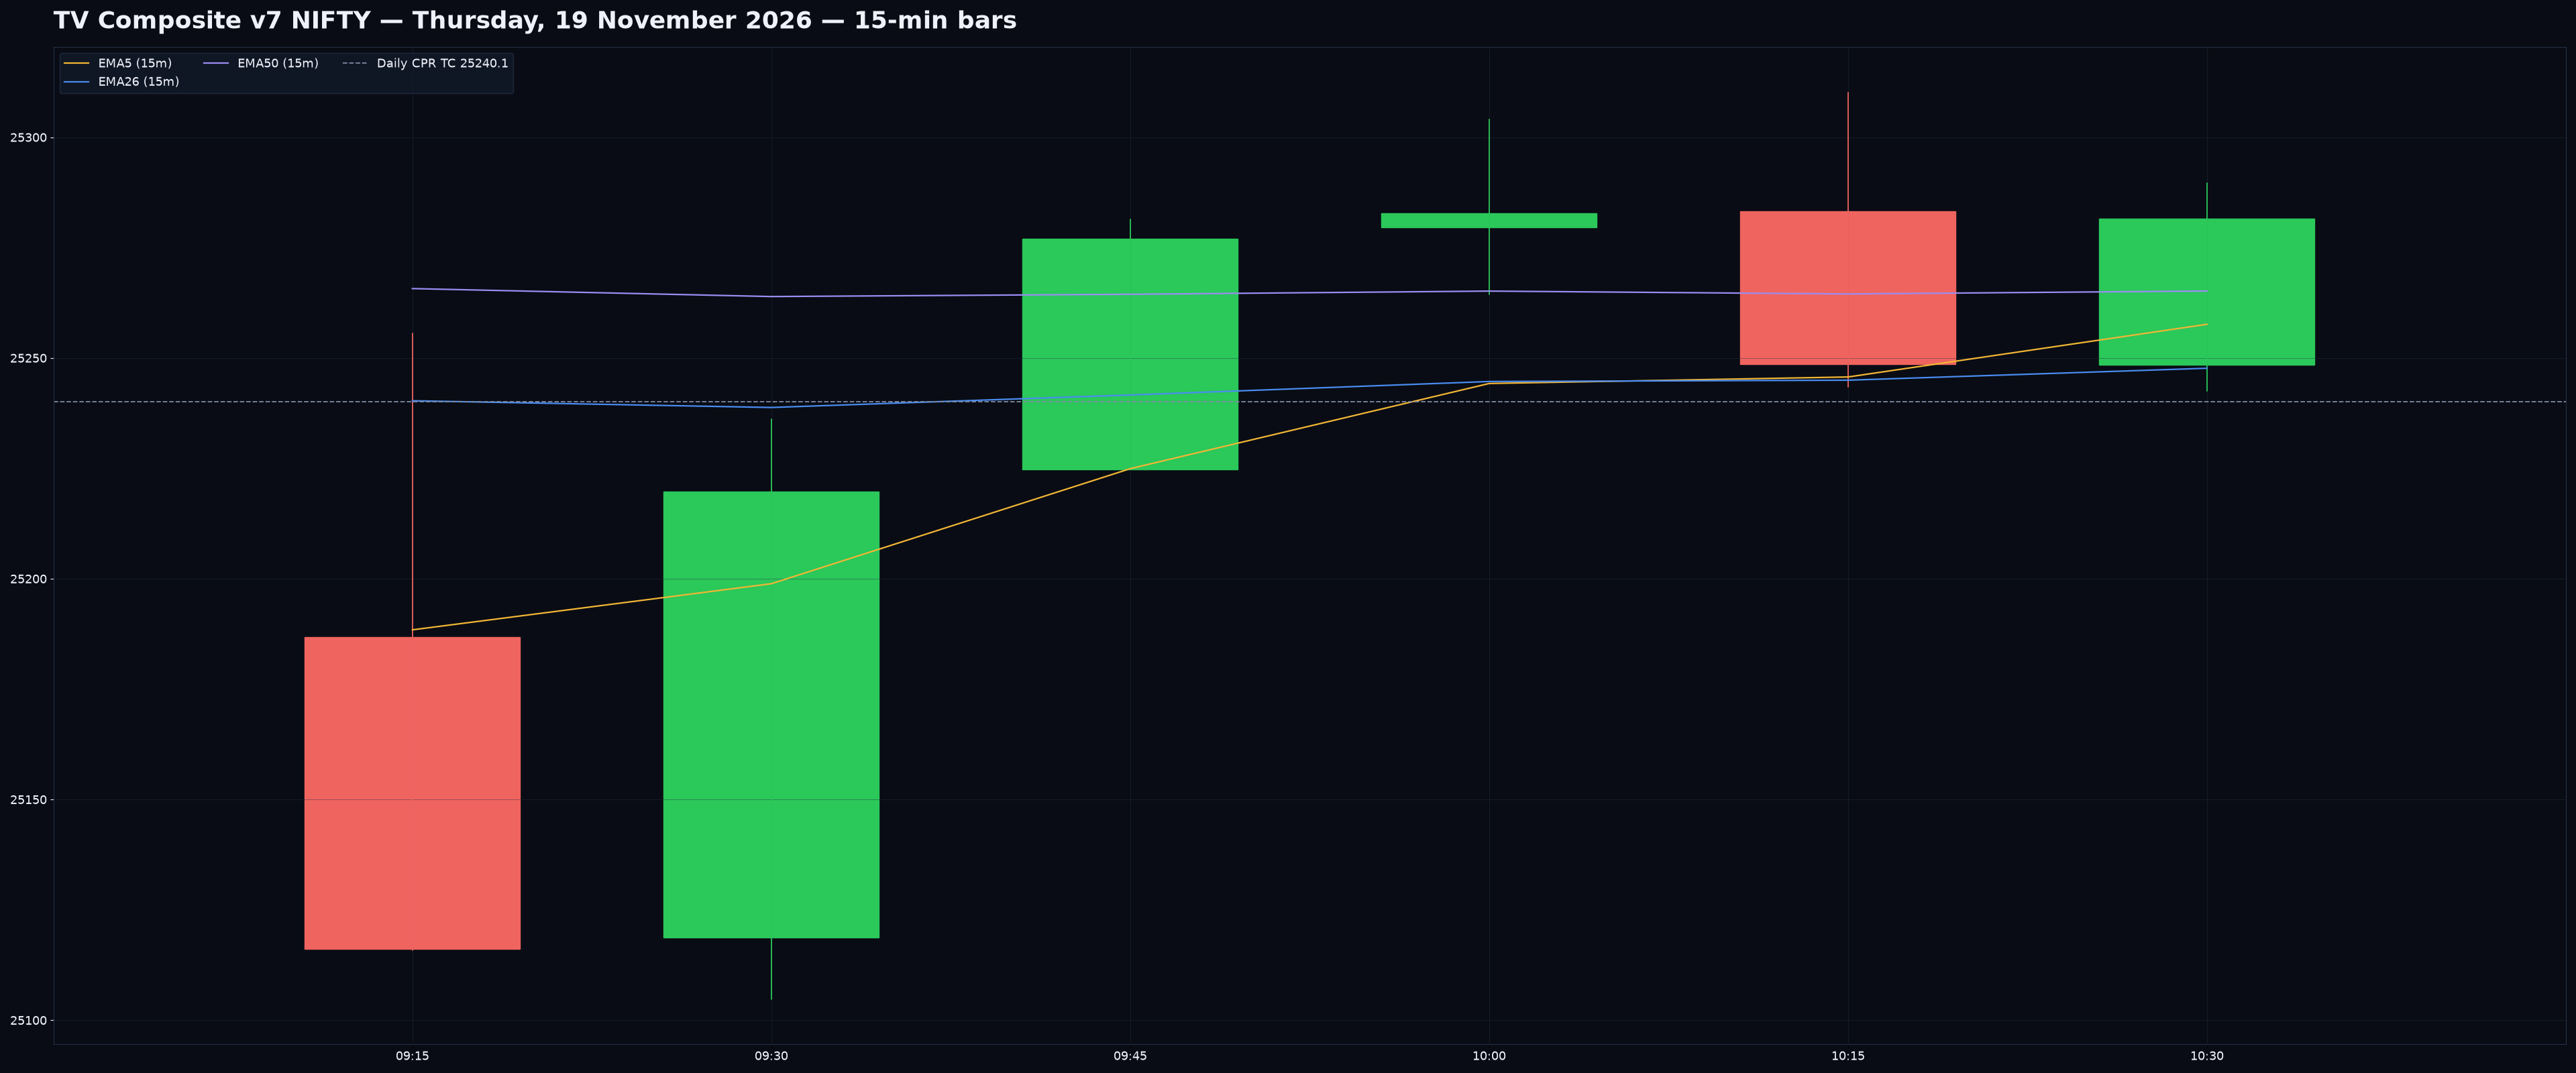 TV Composite v7 NIFTY — Thursday, 19 November 2026 — 15-min bars
EMA5 (15m) EMA50 (15m) Daily CPR TC 25240.1
EMA26 (15m)
25300
25250
25200
25150
25100
09:15 09:30 09:45 10:00 10:15 10:30